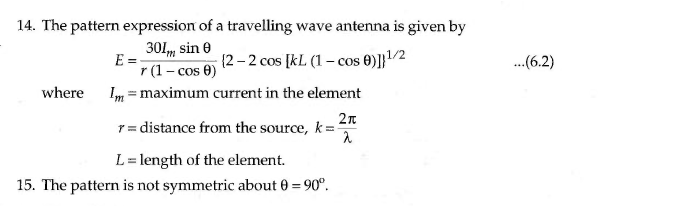 14. The pattern expression of a travelling wave antenna is given by
E = 30I_m sin θ / r (1 – cos θ) {2 – 2 cos [kL (1 – cos θ)]}^1/2 ...(6.2)
where I_m = maximum current in the element
r = distance from the source, k = 2π / λ
L = length of the element.
15. The pattern is not symmetric about θ = 90º.